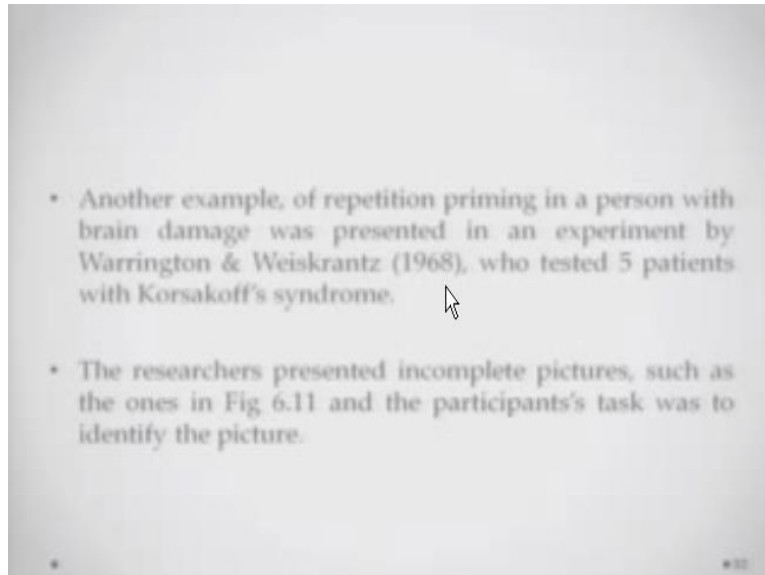 • Another example, of repetition priming in a person with
brain damage was presented in an experiment by
Warrington & Weiskrantz (1968), who tested 5 patients
with Korsakoff's syndrome.
• The researchers presented incomplete pictures, such as
the ones in Fig 6.11 and the participants's task was to
identify the picture.